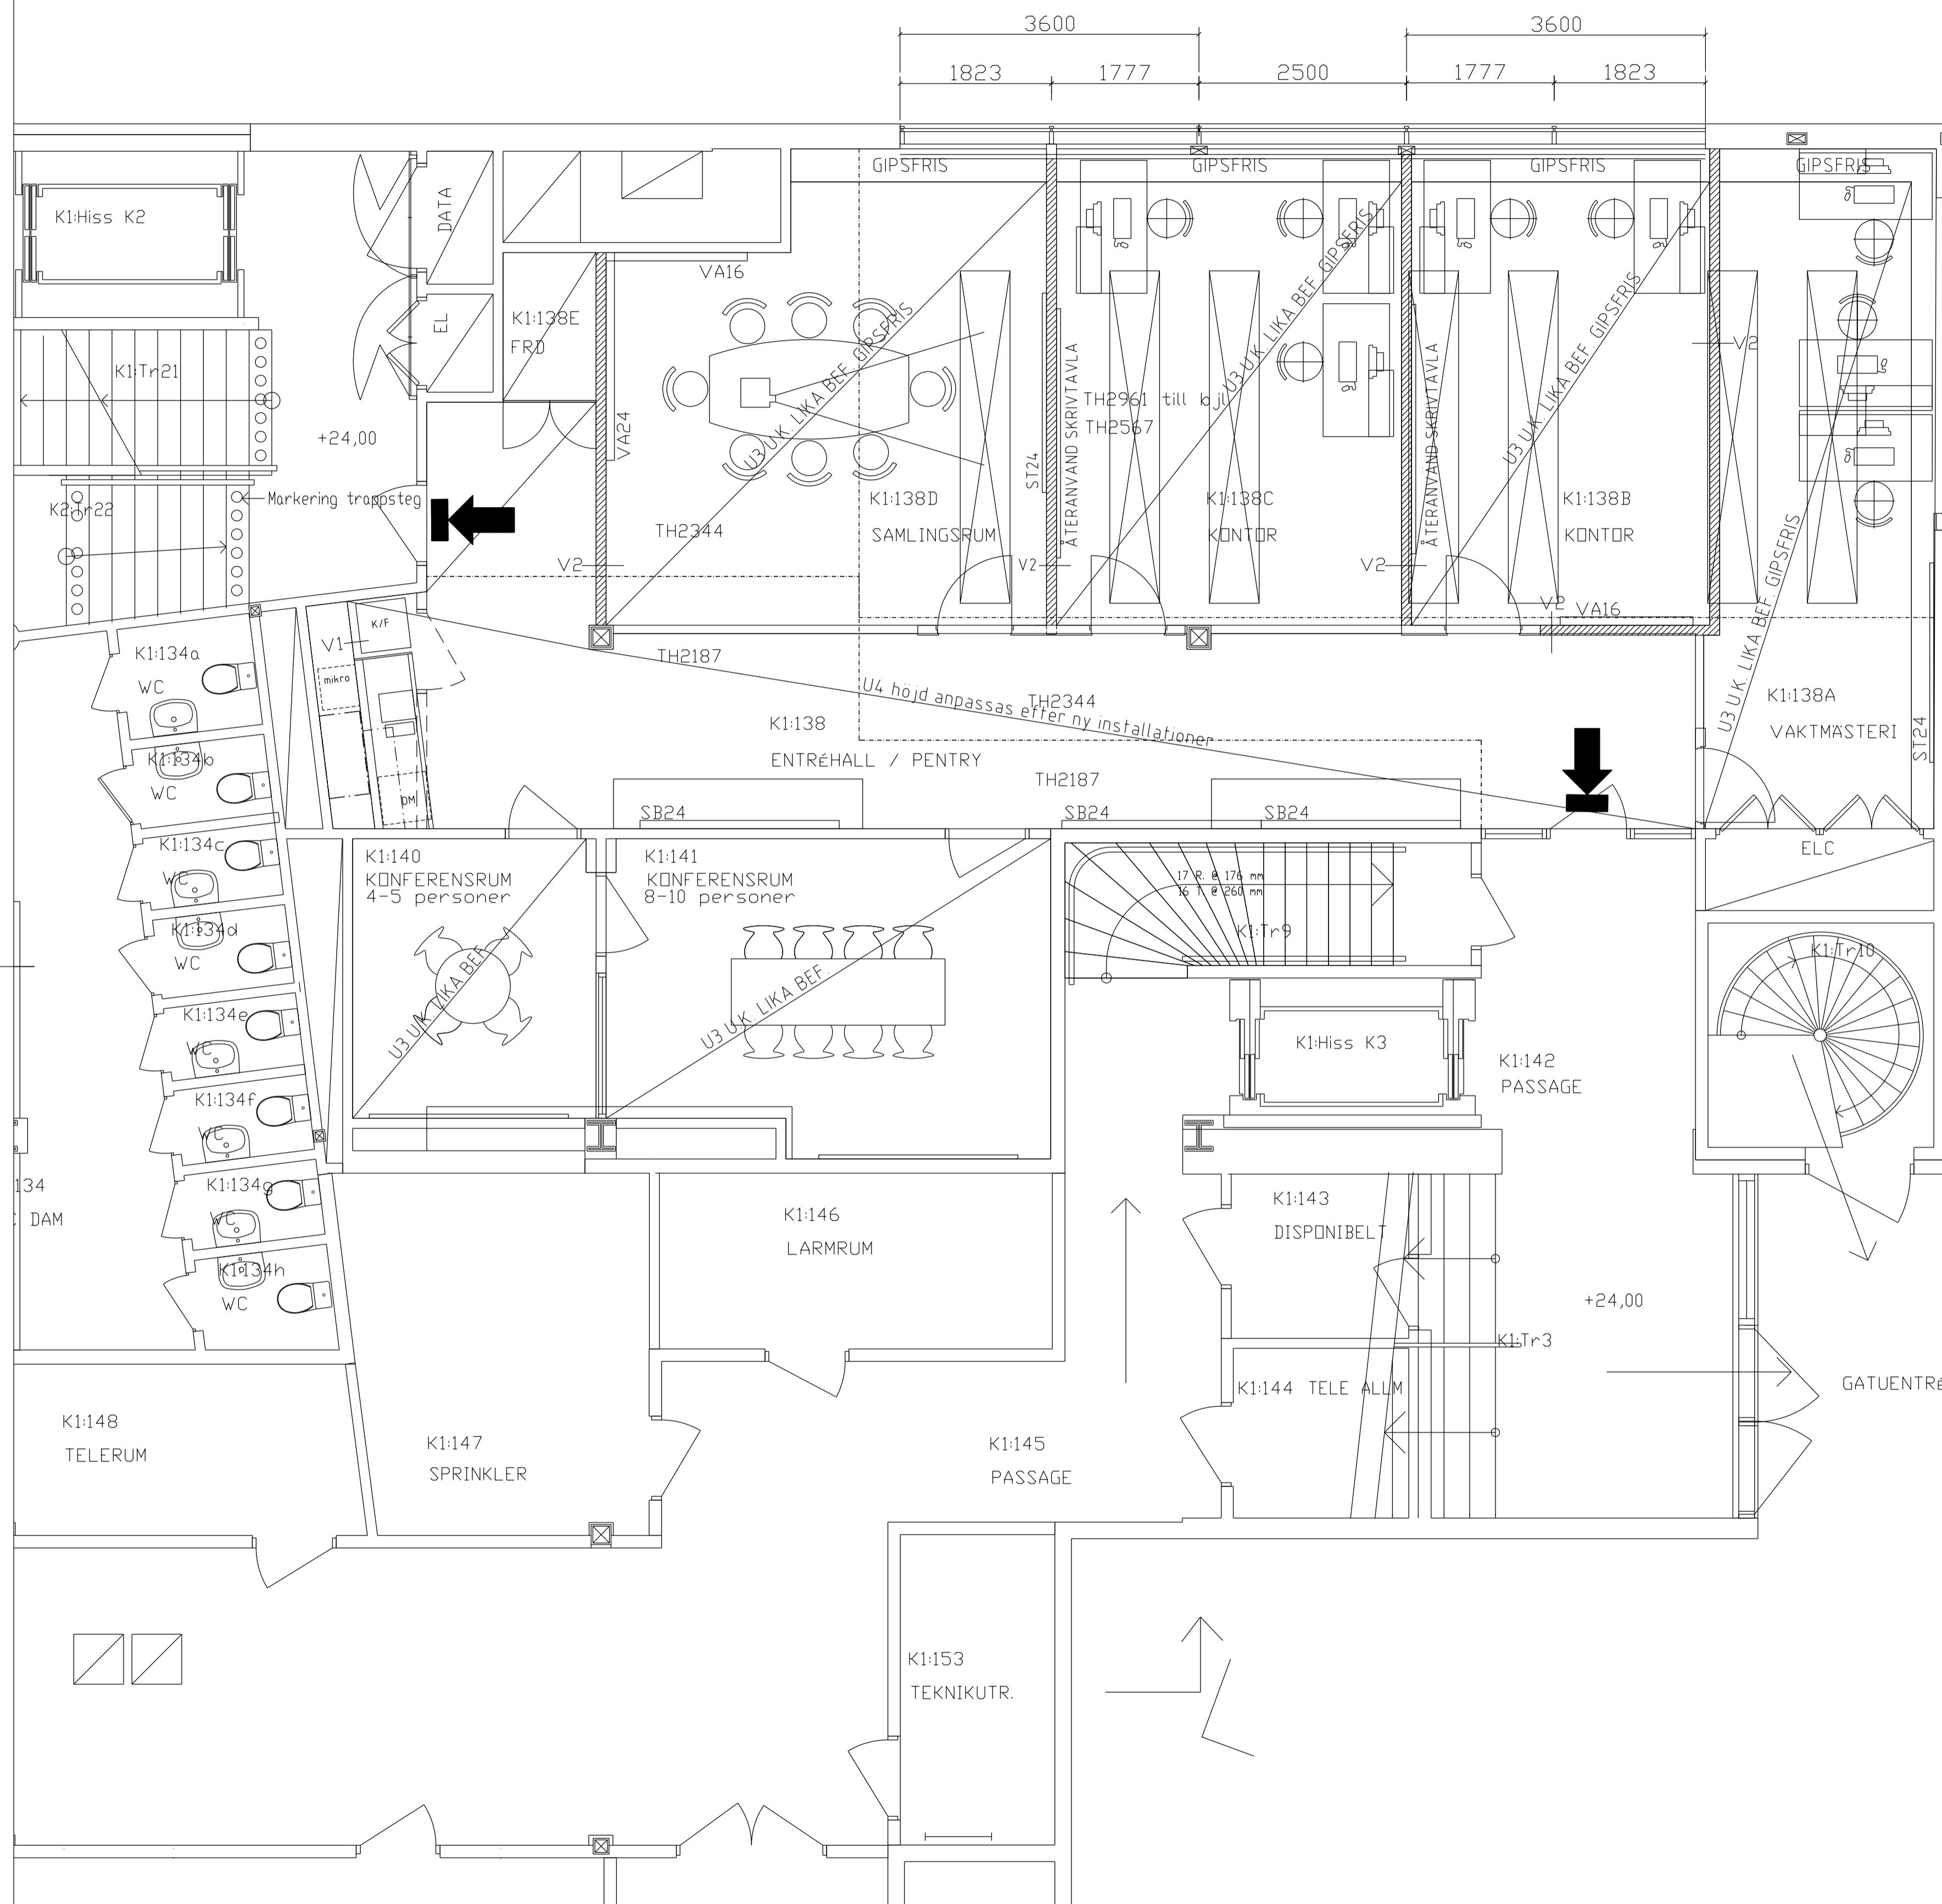 3600
3600
1823
1777
2500
1777
1823
GIPSFRIS
GIPSFRIS
GIPSFRIS
GIPSFRIS
K1:Hiss K2
DATA
EL
VA16
K1:138E
FRD
K1:Tr21
+24,00
VA24
U3 U.K. LIKA BEF. GIPSFRIS
U3 U.K. LIKA BEF. GIPSFRIS
U3 U.K. LIKA BEF. GIPSFRIS
U3 U.K. LIKA BEF. GIPSFRIS
V2
TH2961 till bjl
TH2567
ÅTERANVÄND SKRIVTAVLA
ÅTERANVÄND SKRIVTAVLA
ST24
Markering trappsteg
K2:Tr22
K1:138D
SAMLINGSRUM
K1:138C
KONTOR
K1:138B
KONTOR
TH2344
V2
V2
V2
V2
VA16
K/F
V1
mikro
DM
TH2187
U4 höjd anpassas efter ny installationer
TH2344
K1:138
ENTRéHALL / PENTRY
TH2187
K1:138A
VAKTMÄSTERI
ST24
SB24
SB24
SB24
ELC
K1:134a
WC
K1:134b
WC
K1:134c
WC
K1:134d
WC
K1:134e
WC
K1:134f
WC
K1:134g
WC
K1:134h
WC
K1:140
KONFERENSRUM
4-5 personer
U3 U.K. LIKA BEF.
K1:141
KONFERENSRUM
8-10 personer
U3 U.K. LIKA BEF.
17 R. @ 176 mm
16 T. @ 260 mm
K1:Tr9
K1:Tr10
K1:Hiss K3
K1:142
PASSAGE
134
DAM
K1:146
LARMRUM
K1:143
DISPONIBELT
+24,00
K1:Tr3
K1:144 TELE ALLM
GATUENTRé
K1:148
TELERUM
K1:147
SPRINKLER
K1:145
PASSAGE
K1:153
TEKNIKUTR.